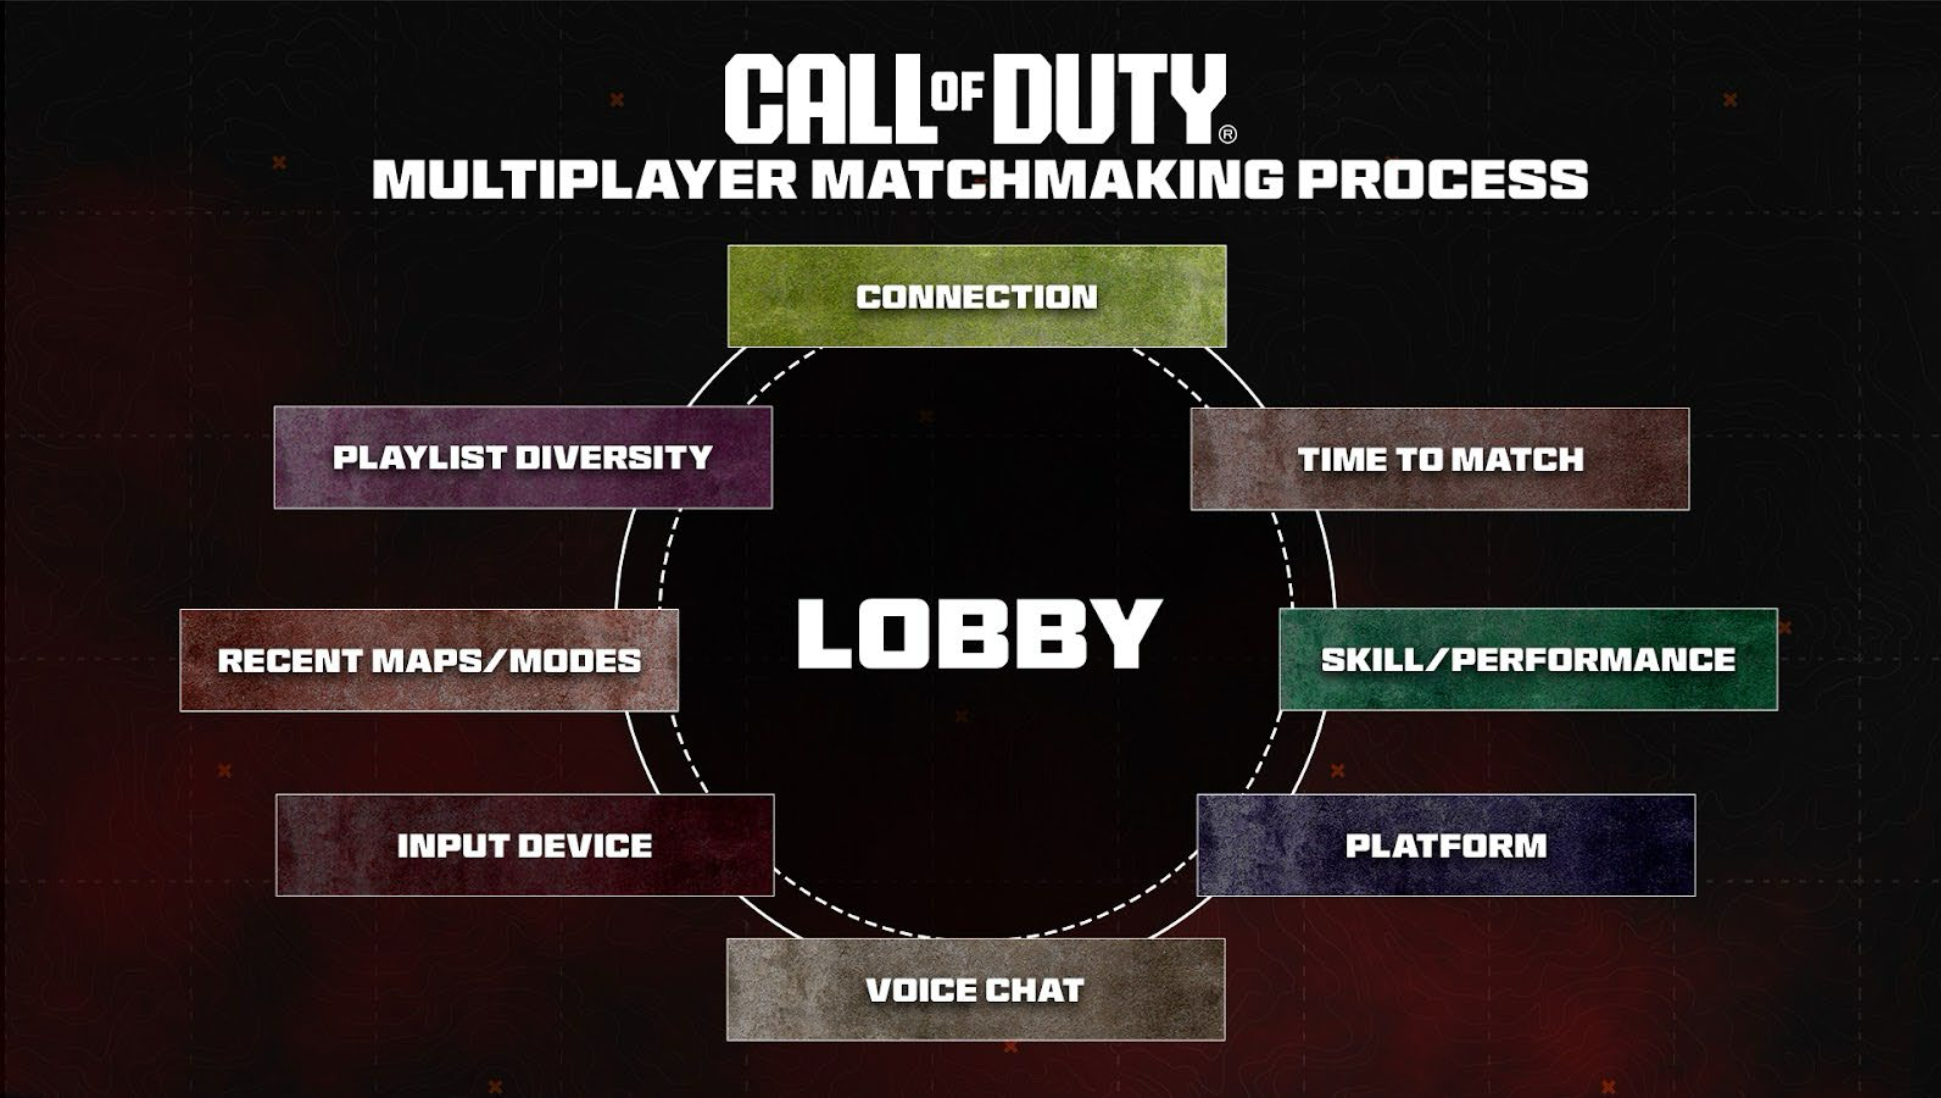 CALL OF DUTY®
MULTIPLAYER MATCHMAKING PROCESS
CONNECTION
PLAYLIST DIVERSITY
TIME TO MATCH
LOBBY
RECENT MAPS/MODES
SKILL/PERFORMANCE
INPUT DEVICE
PLATFORM
VOICE CHAT